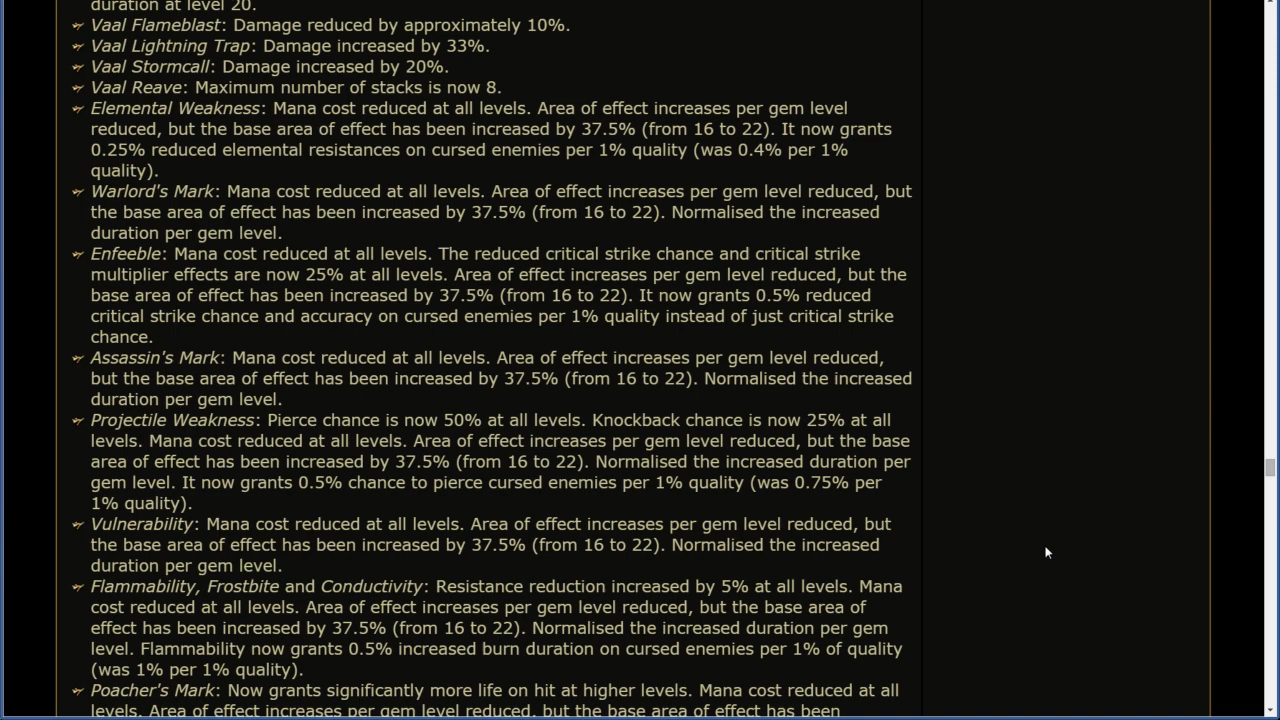 duration at level 20.
Vaal Flameblast: Damage reduced by approximately 10%.
Vaal Lightning Trap: Damage increased by 33%.
Vaal Stormcall: Damage increased by 20%.
Vaal Reave: Maximum number of stacks is now 8.
Elemental Weakness: Mana cost reduced at all levels. Area of effect increases per gem level
reduced, but the base area of effect has been increased by 37.5% (from 16 to 22). It now grants
0.25% reduced elemental resistances on cursed enemies per 1% quality (was 0.4% per 1%
quality).
Warlord's Mark: Mana cost reduced at all levels. Area of effect increases per gem level reduced, but
the base area of effect has been increased by 37.5% (from 16 to 22). Normalised the increased
duration per gem level.
Enfeeble: Mana cost reduced at all levels. The reduced critical strike chance and critical strike
multiplier effects are now 25% at all levels. Area of effect increases per gem level reduced, but the
base area of effect has been increased by 37.5% (from 16 to 22). It now grants 0.5% reduced
critical strike chance and accuracy on cursed enemies per 1% quality instead of just critical strike
chance.
Assassin's Mark: Mana cost reduced at all levels. Area of effect increases per gem level reduced,
but the base area of effect has been increased by 37.5% (from 16 to 22). Normalised the increased
duration per gem level.
Projectile Weakness: Pierce chance is now 50% at all levels. Knockback chance is now 25% at all
levels. Mana cost reduced at all levels. Area of effect increases per gem level reduced, but the base
area of effect has been increased by 37.5% (from 16 to 22). Normalised the increased duration per
gem level. It now grants 0.5% chance to pierce cursed enemies per 1% quality (was 0.75% per
1% quality).
Vulnerability: Mana cost reduced at all levels. Area of effect increases per gem level reduced, but
the base area of effect has been increased by 37.5% (from 16 to 22). Normalised the increased
duration per gem level.
Flammability, Frostbite and Conductivity: Resistance reduction increased by 5% at all levels. Mana
cost reduced at all levels. Area of effect increases per gem level reduced, but the base area of
effect has been increased by 37.5% (from 16 to 22). Normalised the increased duration per gem
level. Flammability now grants 0.5% increased burn duration on cursed enemies per 1% of quality
(was 1% per 1% quality).
Poacher's Mark: Now grants significantly more life on hit at higher levels. Mana cost reduced at all
levels. Area of effect increases per gem level reduced, but the base area of effect has been